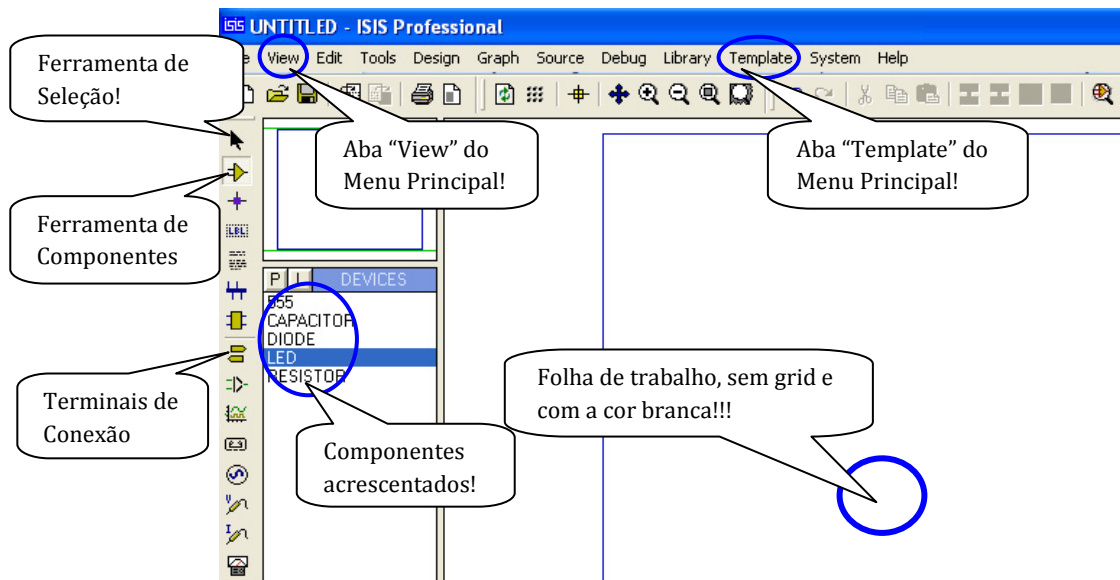 UNTITLED - ISIS Professional
View Edit Tools Design Graph Source Debug Library Template System Help
Ferramenta de
Seleção!
Aba “View” do
Menu Principal!
Aba “Template” do
Menu Principal!
Ferramenta de
Componentes
LBL
P L DEVICES
555
CAPACITOR
DIODE
LED
RESISTOR
Terminais de
Conexão
Componentes
acrescentados!
Folha de trabalho, sem grid e
com a cor branca!!!